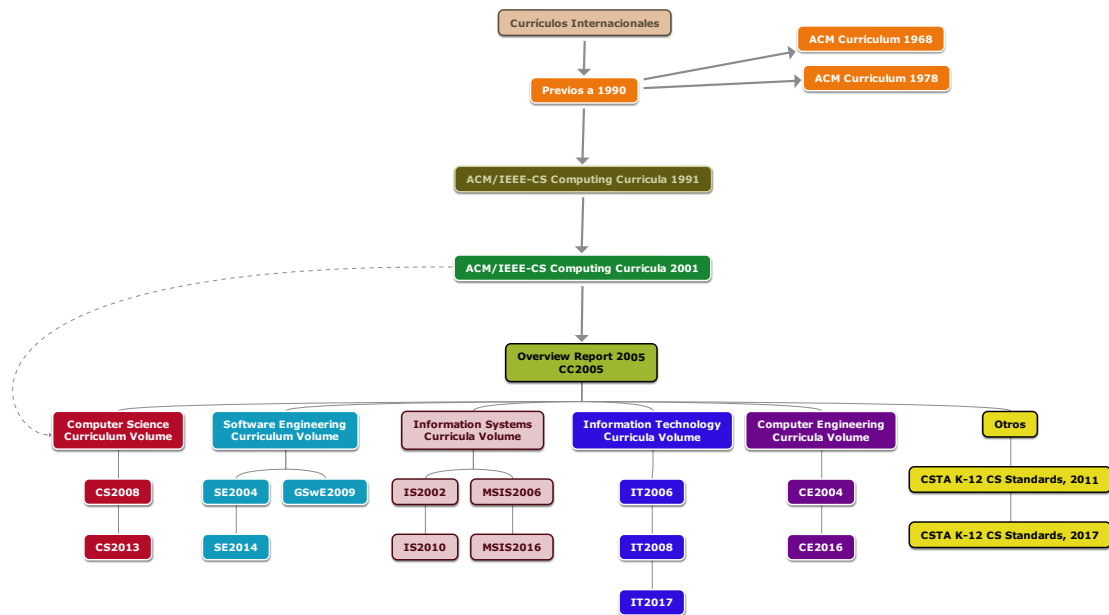 Currículos Internacionales
ACM Curriculum 1968
ACM Curriculum 1978
Previos a 1990
ACM/IEEE-CS Computing Curricula 1991
ACM/IEEE-CS Computing Curricula 2001
Overview Report 2005
CC2005
Computer Science
Curriculum Volume
Software Engineering
Curriculum Volume
Information Systems
Curricula Volume
Information Technology
Curricula Volume
Computer Engineering
Curricula Volume
Otros
CS2008
SE2004
GSwE2009
IS2002
MSIS2006
IT2006
CE2004
CSTA K-12 CS Standards, 2011
CS2013
SE2014
IS2010
MSIS2016
IT2008
CE2016
CSTA K-12 CS Standards, 2017
IT2017